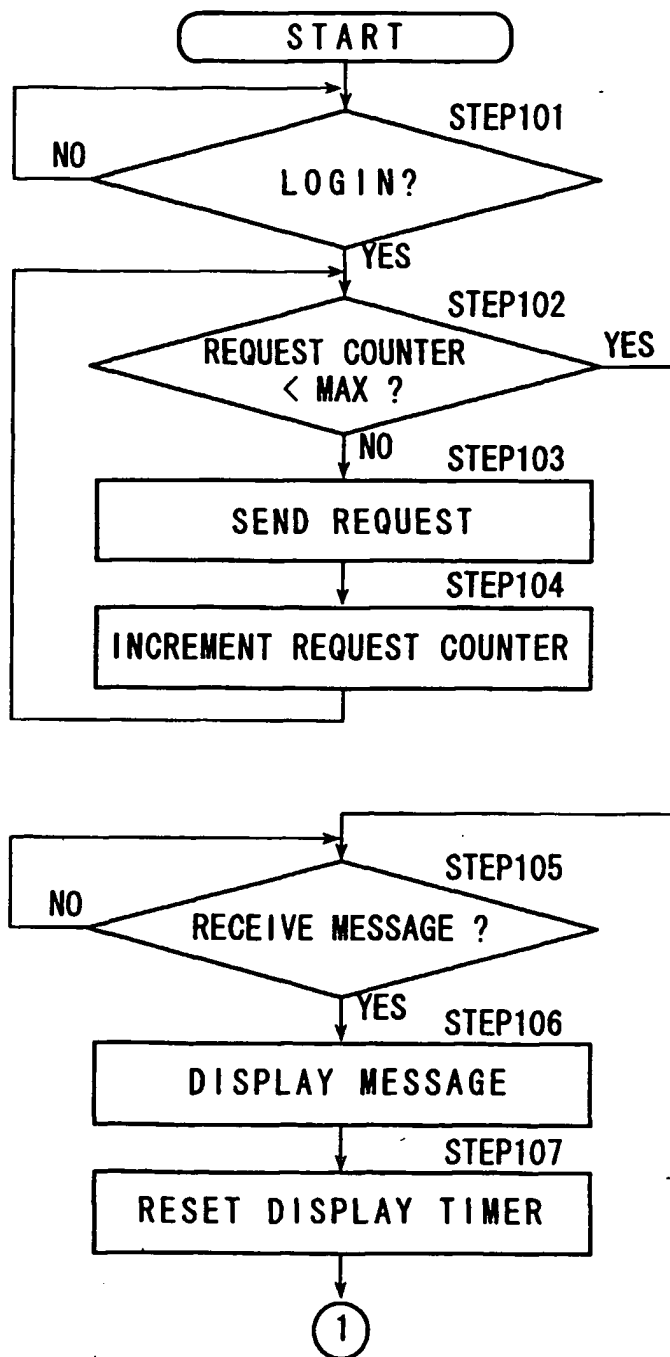 START
STEP101
NO
LOGIN?
YES
STEP102
REQUEST COUNTER
< MAX ?
YES
NO
STEP103
SEND REQUEST
STEP104
INCREMENT REQUEST COUNTER
STEP105
NO
RECEIVE MESSAGE ?
YES
STEP106
DISPLAY MESSAGE
STEP107
RESET DISPLAY TIMER
1